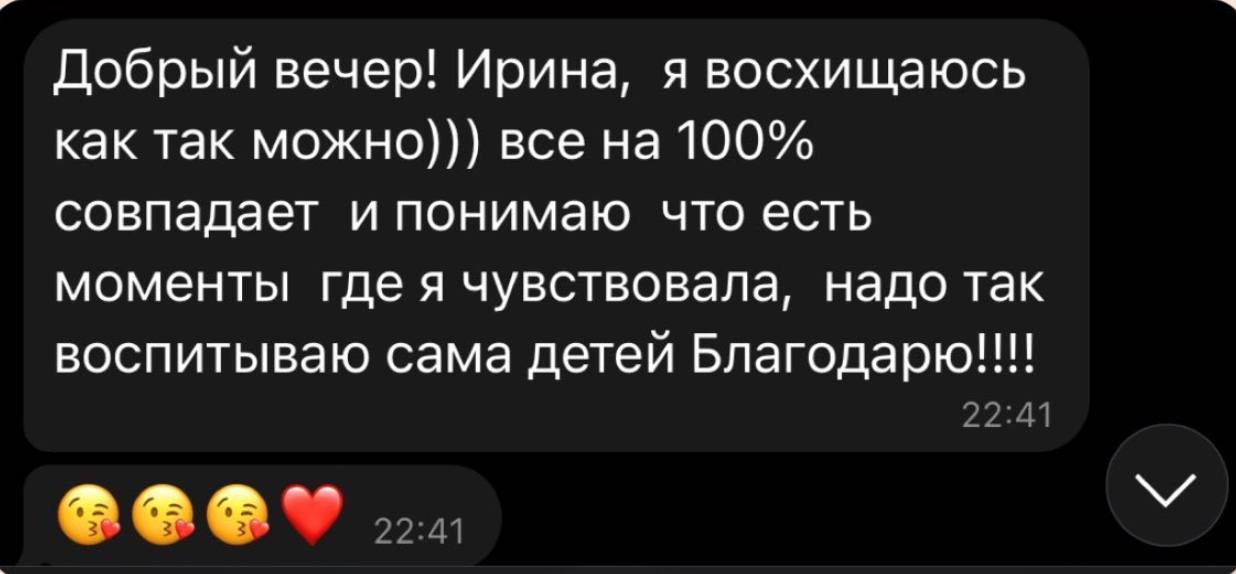 Добрый вечер! Ирина,  я восхищаюсь
как так можно))) все на 100%
совпадает  и понимаю  что есть
моменты  где я чувствовала,  надо так
воспитываю сама детей Благодарю!!!!
22:41
😘😘😘❤️ 22:41